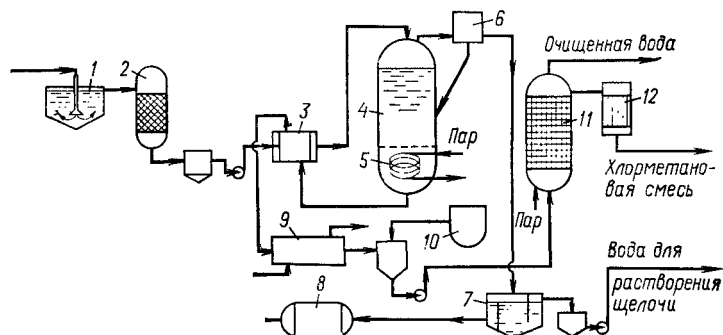 1
2
3
4
5
6
7
8
9
10
11
12
Пар
Очищенная вода
Хлорметано-
вая смесь
Пар
Вода для
растворения
щелочи